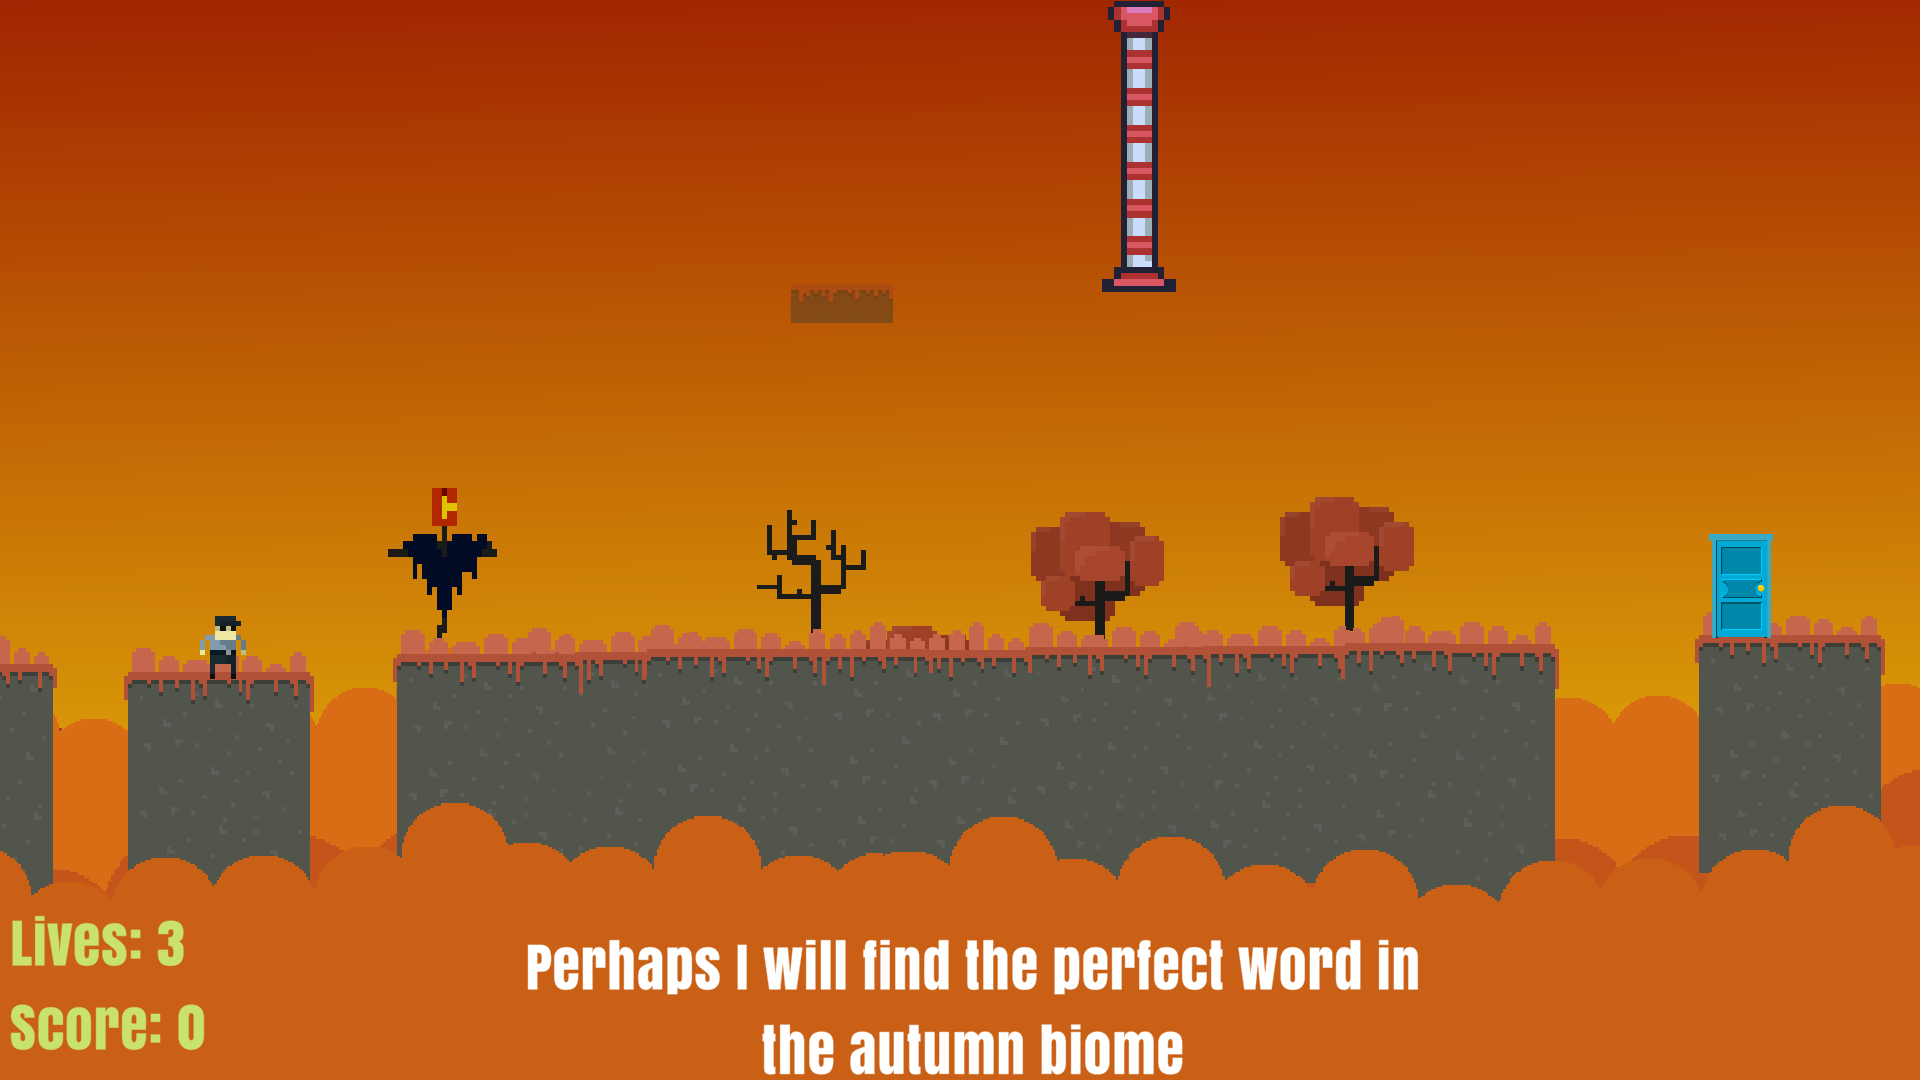 Lives: 3
Score: 0
Perhaps I will find the perfect word in
the autumn biome